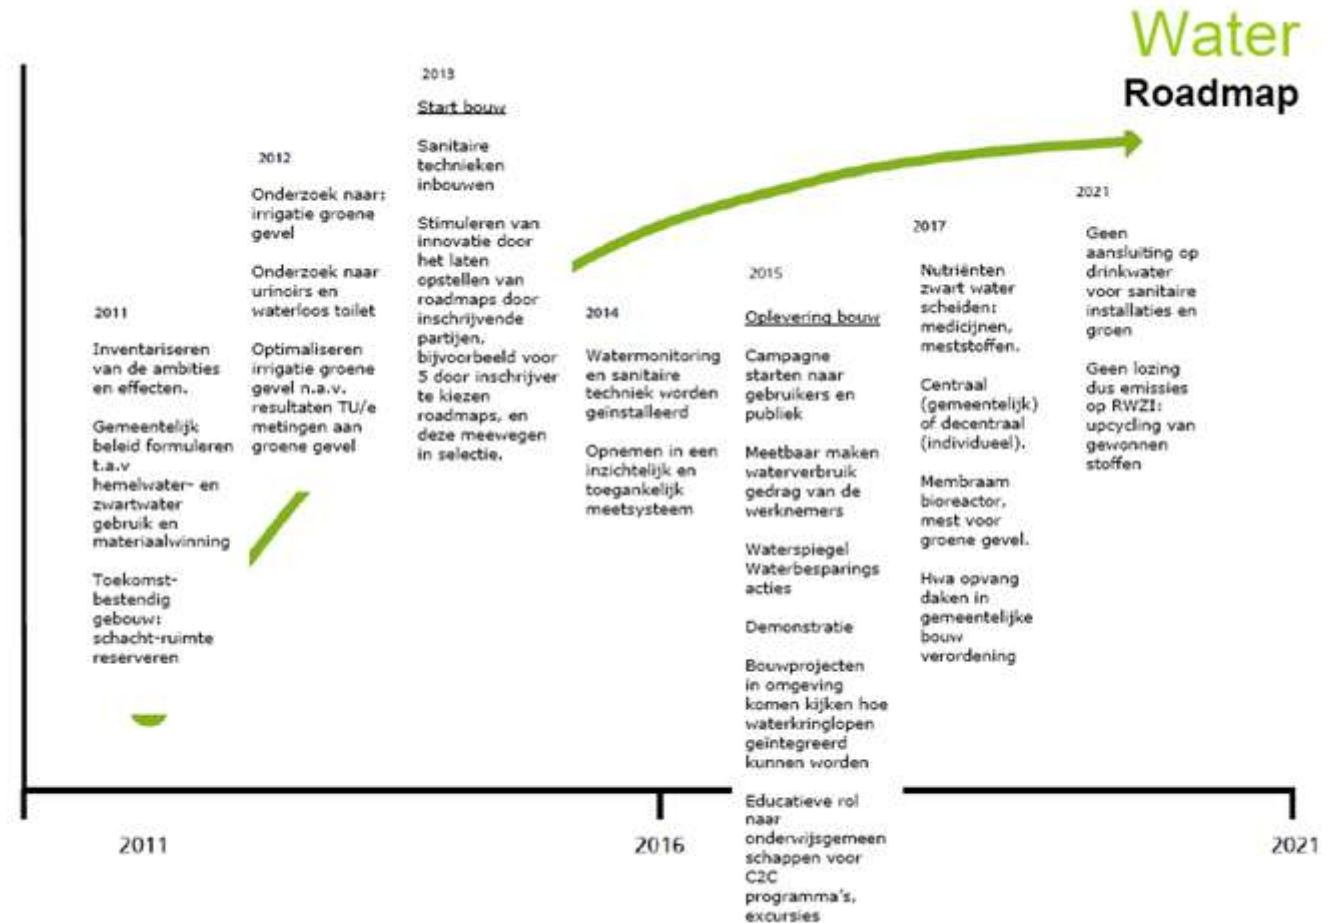 Water
Roadmap
2011
Inventariseren
van de ambities
en effecten.
Gemeentelijk
beleid formuleren
t.a.v
hemelwater- en
zwartwater
gebruik en
materiaalwinning
Toekomst-
bestendig
gebouw:
schacht-ruimte
reserveren
2012
Onderzoek naar:
irrigatie groene
gevel
Onderzoek naar
urinoirs en
waterloos toilet
Optimaliseren
irrigatie groene
gevel n.a.v.
resultaten TU/e
metingen aan
groene gevel
2013
Start bouw
Sanitaire
technieken
inbouwen
Stimuleren van
innovatie door
het laten
opstellen van
roadmaps door
inschrijvende
partijen,
bijvoorbeeld voor
5 door inschrijver
te kiezen
roadmaps, en
deze meewegen
in selectie.
2014
Watermonitoring
en sanitaire
techniek worden
geïnstalleerd
Opnemen in een
inzichtelijk en
toegankelijk
meetsysteem
2015
Oplevering bouw
Campagne
starten naar
gebruikers en
publiek
Meetbaar maken
waterverbruik
gedrag van de
werknemers
Waterspiegel
Waterbesparings
acties
Demonstratie
Bouwprojecten
in omgeving
komen kijken hoe
waterkringlopen
geïntegreerd
kunnen worden
Educatieve rol
naar
onderwijsgemeen
schappen voor
C2C
programma's,
excursies
2017
Nutriënten
zwart water
scheiden:
medicijnen,
meststoffen.
Centraal
(gemeentelijk)
of decentraal
(individueel).
Membraam
bioreactor,
mest voor
groene gevel.
Hwa opvang
daken in
gemeentelijke
bouw
verordening
2021
Geen
aansluiting op
drinkwater
voor sanitaire
installaties en
groen
Geen lozing
dus emissies
op RWZI:
upcycling van
gewonnen
stoffen
2011
2016
2021